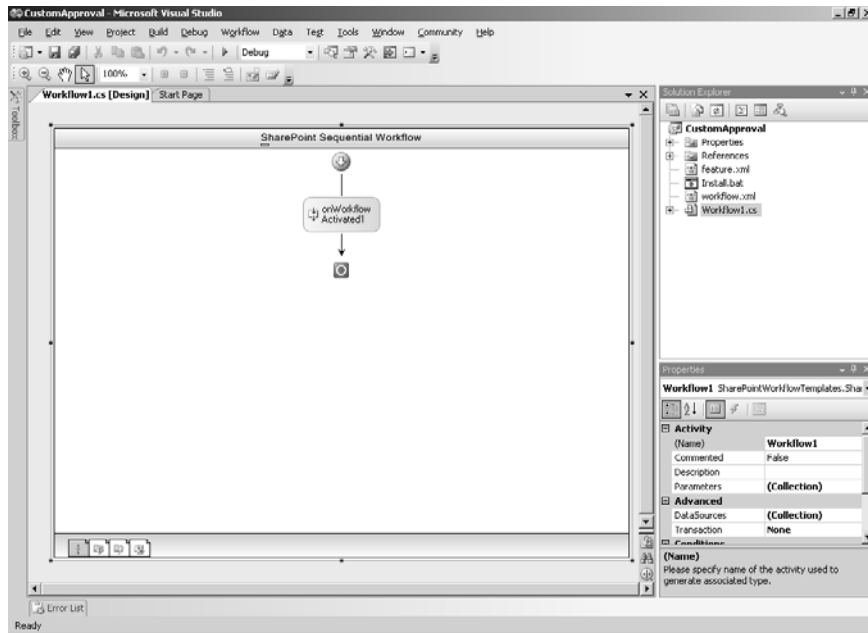 CustomApproval - Microsoft Visual Studio
File Edit View Project Build Debug Workflow Data Test Tools Window Community Help
Debug
100%
Toolbox
Workflow1.cs [Design] Start Page
SharePoint Sequential Workflow
onWorkflow
Activated1
Error List
Ready
Solution Explorer
CustomApproval
Properties
References
feature.xml
Install.bat
workflow.xml
Workflow1.cs
Properties
Workflow1 SharePointWorkflowTemplates.Shar
Activity
(Name) Workflow1
Commented False
Description
Parameters (Collection)
Advanced
DataSources (Collection)
Transaction None
Conditions
(Name)
Please specify name of the activity used to
generate associated type.